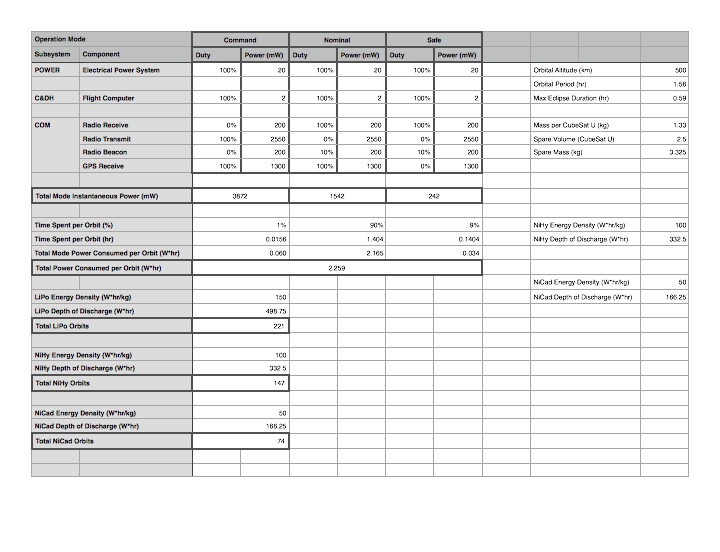 Operation Mode Command Nominal Safe
Subsystem Component Duty Power (mW) Duty Power (mW) Duty Power (mW)
POWER Electrical Power System 100% 20 100% 20 100% 20 Orbital Altitude (km) 500
Orbital Period (hr) 1.56
C&DH Flight Computer 100% 2 100% 2 100% 2 Max Eclipse Duration (hr) 0.59
COM Radio Receive 0% 200 100% 200 100% 200 Mass per CubeSat U (kg) 1.33
Radio Transmit 100% 2550 0% 2550 0% 2550 Spare Volume (CubeSat U) 2.5
Radio Beacon 0% 200 10% 200 10% 200 Spare Mass (kg) 3.325
GPS Receive 100% 1300 100% 1300 0% 1300
Total Mode Instantaneous Power (mW) 3872 1542 242
Time Spent per Orbit (%) 1% 90% 9% NiHy Energy Density (W*hr/kg) 100
Time Spent per Orbit (hr) 0.0156 1.404 0.1404 NiHy Depth of Discharge (W*hr) 332.5
Total Mode Power Consumed per Orbit (W*hr) 0.060 2.165 0.034
Total Power Consumed per Orbit (W*hr) 2.259
NiCad Energy Density (W*hr/kg) 50
LiPo Energy Density (W*hr/kg) 150 NiCad Depth of Discharge (W*hr) 166.25
LiPo Depth of Discharge (W*hr) 498.75
Total LiPo Orbits 221
NiHy Energy Density (W*hr/kg) 100
NiHy Depth of Discharge (W*hr) 332.5
Total NiHy Orbits 147
NiCad Energy Density (W*hr/kg) 50
NiCad Depth of Discharge (W*hr) 166.25
Total NiCad Orbits 74